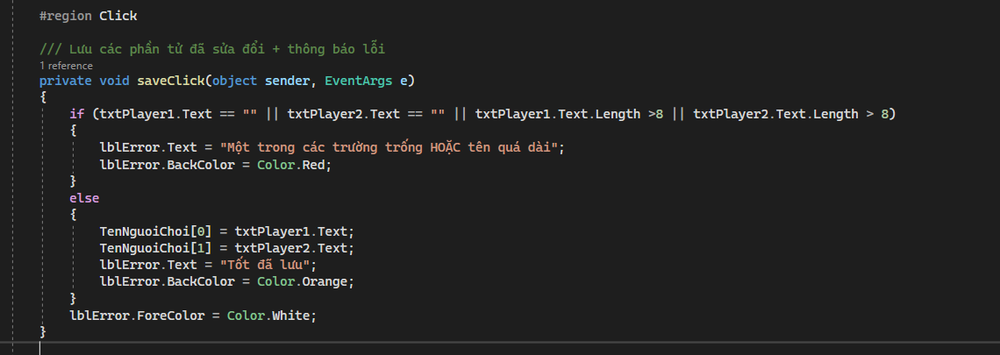 #region Click
/// Lưu các phần tử đã sửa đổi + thông báo lỗi
1 reference
private void saveClick(object sender, EventArgs e)
{
if (txtPlayer1.Text == "" || txtPlayer2.Text == "" || txtPlayer1.Text.Length >8 || txtPlayer2.Text.Length > 8)
{
lblError.Text = "Một trong các trường trống HOẶC tên quá dài";
lblError.BackColor = Color.Red;
}
else
{
TenNguoiChoi[0] = txtPlayer1.Text;
TenNguoiChoi[1] = txtPlayer2.Text;
lblError.Text = "Tốt đã lưu";
lblError.BackColor = Color.Orange;
}
lblError.ForeColor = Color.White;
}